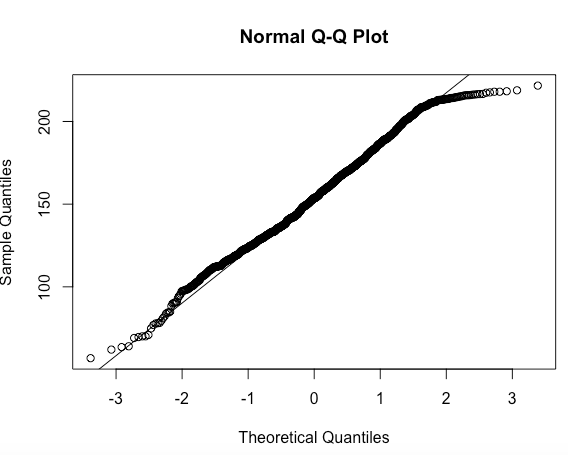 Normal Q-Q Plot
Sample Quantiles
200
150
100
-3 -2 -1 0 1 2 3
Theoretical Quantiles